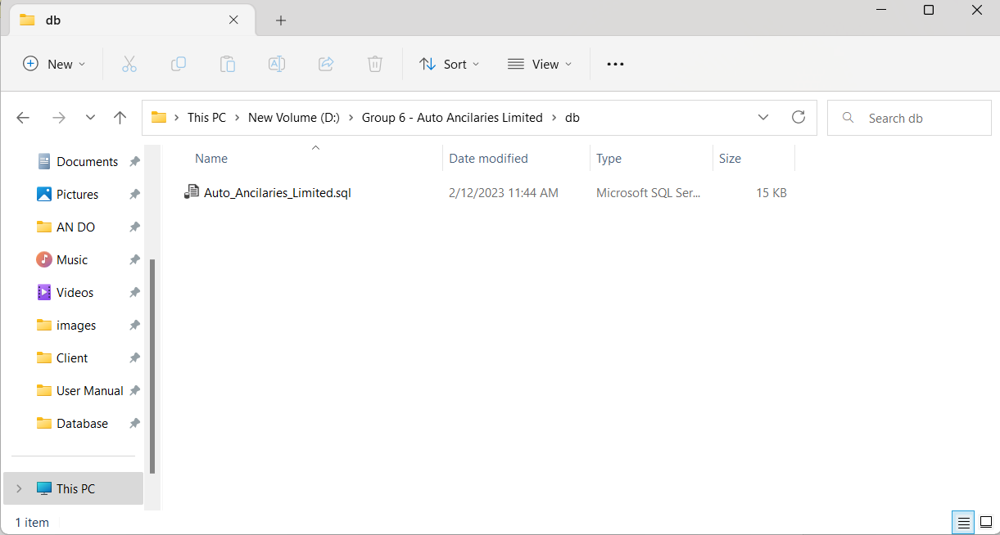 db
New
Sort
View
This PC > New Volume (D:) > Group 6 - Auto Ancilaries Limited > db
Search db
Documents
Pictures
AN DO
Music
Videos
images
Client
User Manual
Database
This PC
Name Date modified Type Size
Auto_Ancilaries_Limited.sql 2/12/2023 11:44 AM Microsoft SQL Ser... 15 KB
1 item